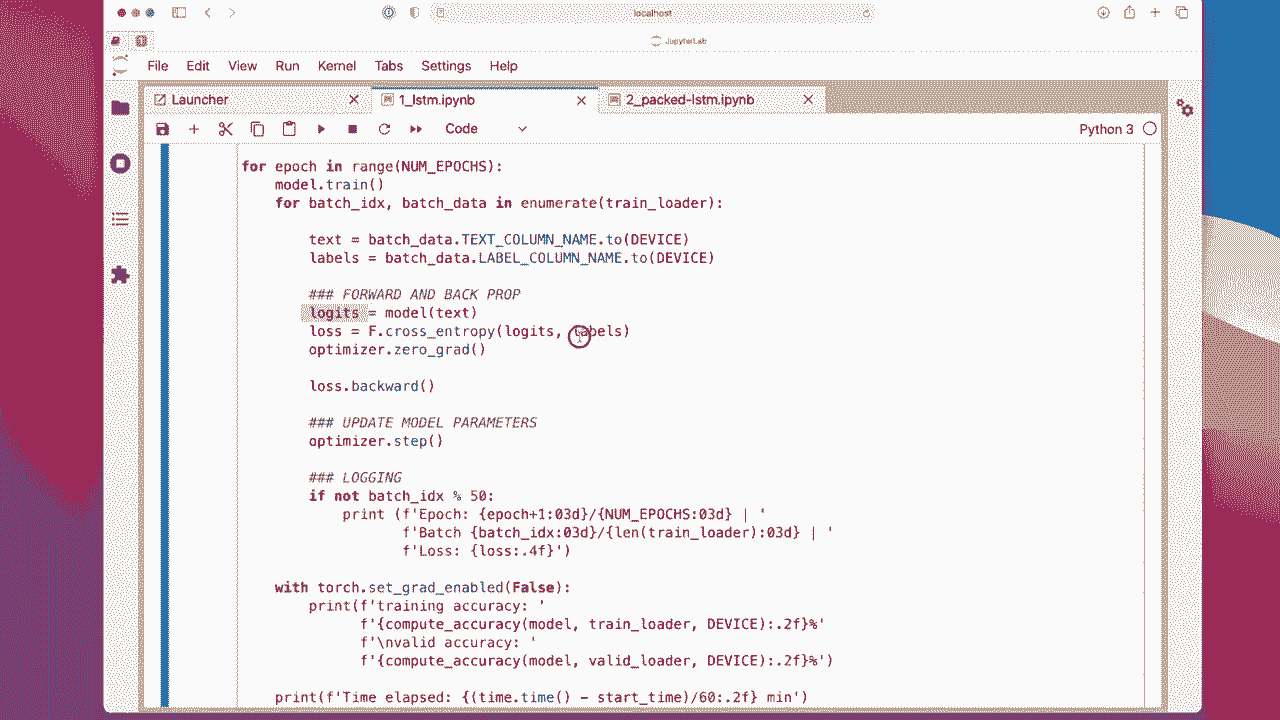 localhost
JupyterLab
File Edit View Run Kernel Tabs Settings Help
Launcher 1_lstm.ipynb 2_packed-lstm.ipynb
Code Python 3
for epoch in range(NUM_EPOCHS):
    model.train()
    for batch_idx, batch_data in enumerate(train_loader):
        text = batch_data.TEXT_COLUMN_NAME.to(DEVICE)
        labels = batch_data.LABEL_COLUMN_NAME.to(DEVICE)
        ### FORWARD AND BACK PROP
        logits = model(text)
        loss = F.cross_entropy(logits, labels)
        optimizer.zero_grad()
        loss.backward()
        ### UPDATE MODEL PARAMETERS
        optimizer.step()
        ### LOGGING
        if not batch_idx % 50:
            print (f'Epoch: {epoch+1:03d}/{NUM_EPOCHS:03d} | '
                   f'Batch {batch_idx:03d}/{len(train_loader):03d} | '
                   f'Loss: {loss:.4f}')
    with torch.set_grad_enabled(False):
        print(f'training accuracy: '
              f'{compute_accuracy(model, train_loader, DEVICE):.2f}%'
              f'\nvalid accuracy: '
              f'{compute_accuracy(model, valid_loader, DEVICE):.2f}%')
    print(f'Time elapsed: {(time.time() - start_time)/60:.2f} min')